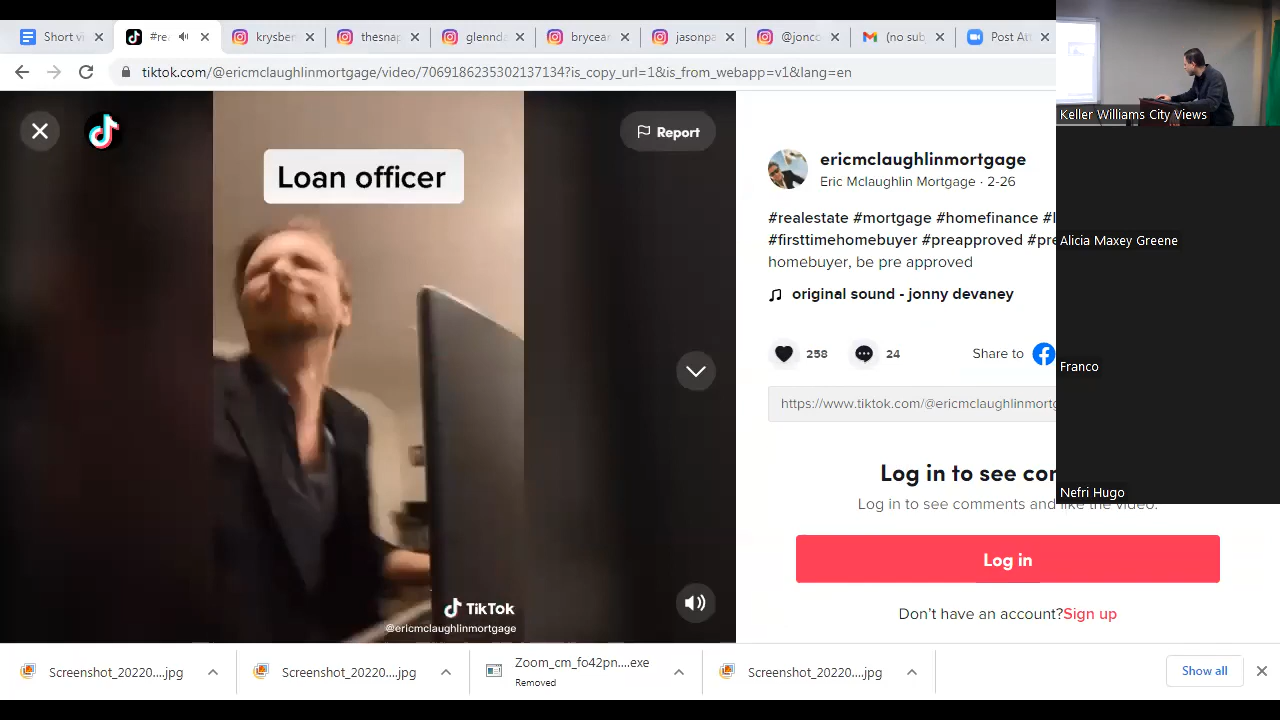 Short vi
#re
krysber
thesnap
glennda
brycear
jasonpa
@jonco
(no sub
Post Att
tiktok.com/@ericmclaughlinmortgage/video/7069186235302137134?is_copy_url=1&is_from_webapp=v1&lang=en
Keller Williams City Views
Report
Loan officer
ericmclaughlinmortgage
Eric Mclaughlin Mortgage · 2-26
#realestate #mortgage #homefinance #l
#firsttimehomebuyer #preapproved #pre
homebuyer, be pre approved
original sound - jonny devaney
Alicia Maxey Greene
258
24
Share to
Franco
https://www.tiktok.com/@ericmclaughlinmortg
Log in to see con
Nefri Hugo
Log in to see comments and like the video.
Log in
TikTok
@ericmclaughlinmortgage
Don't have an account?Sign up
Screenshot_20220....jpg
Screenshot_20220....jpg
Zoom_cm_fo42pn....exe
Removed
Screenshot_20220....jpg
Show all